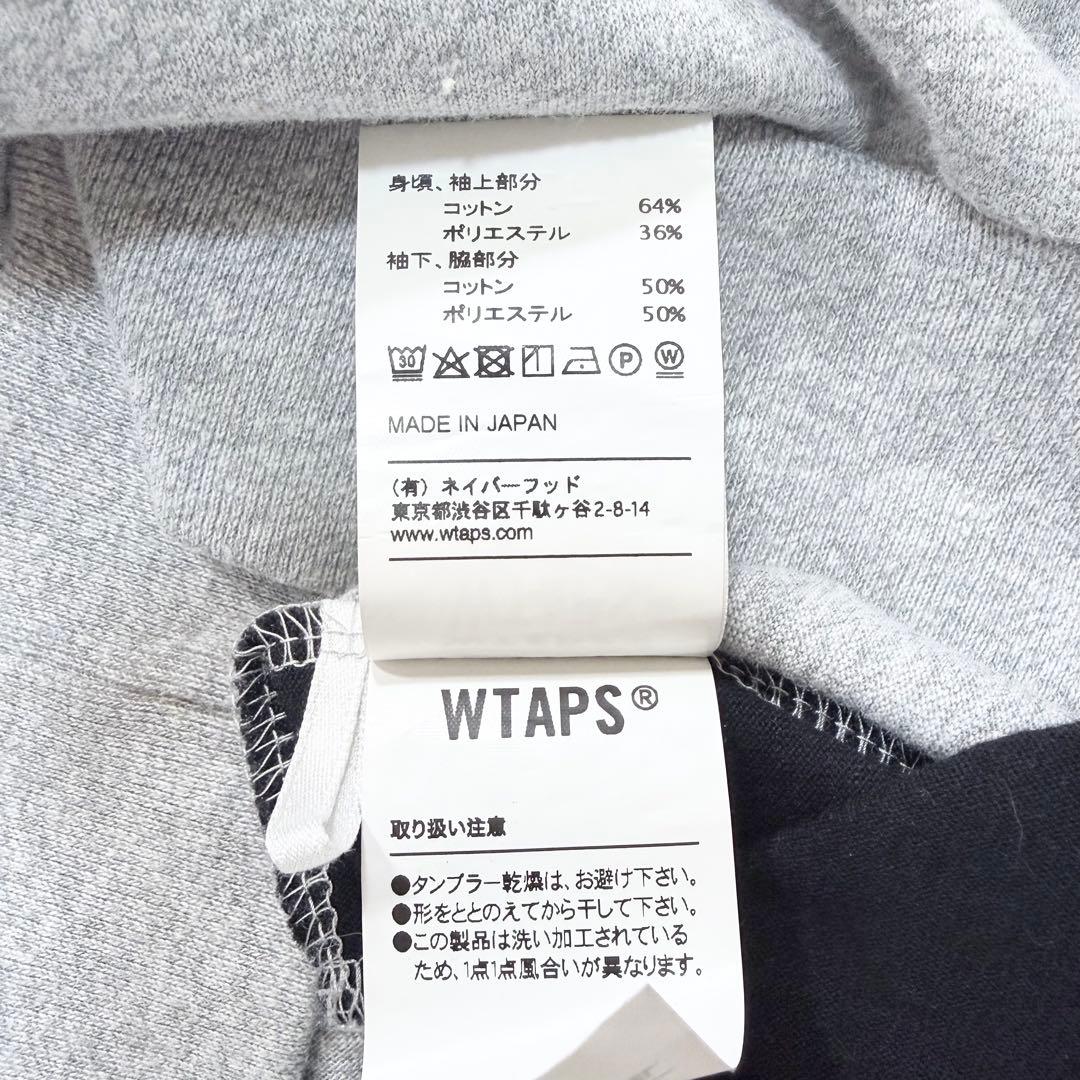 身頃、袖上部分
コットン 64%
ポリエステル 36%
袖下、脇部分
コットン 50%
ポリエステル 50%
30 P W
MADE IN JAPAN
(有) ネイバーフッド
東京都渋谷区千駄ヶ谷2-8-14
www.wtaps.com
WTAPS®
取り扱い注意
●タンブラー乾燥は、お避け下さい。
●形をととのえてから干して下さい。
●この製品は洗い加工されている
ため、1点1点風合いが異なります。